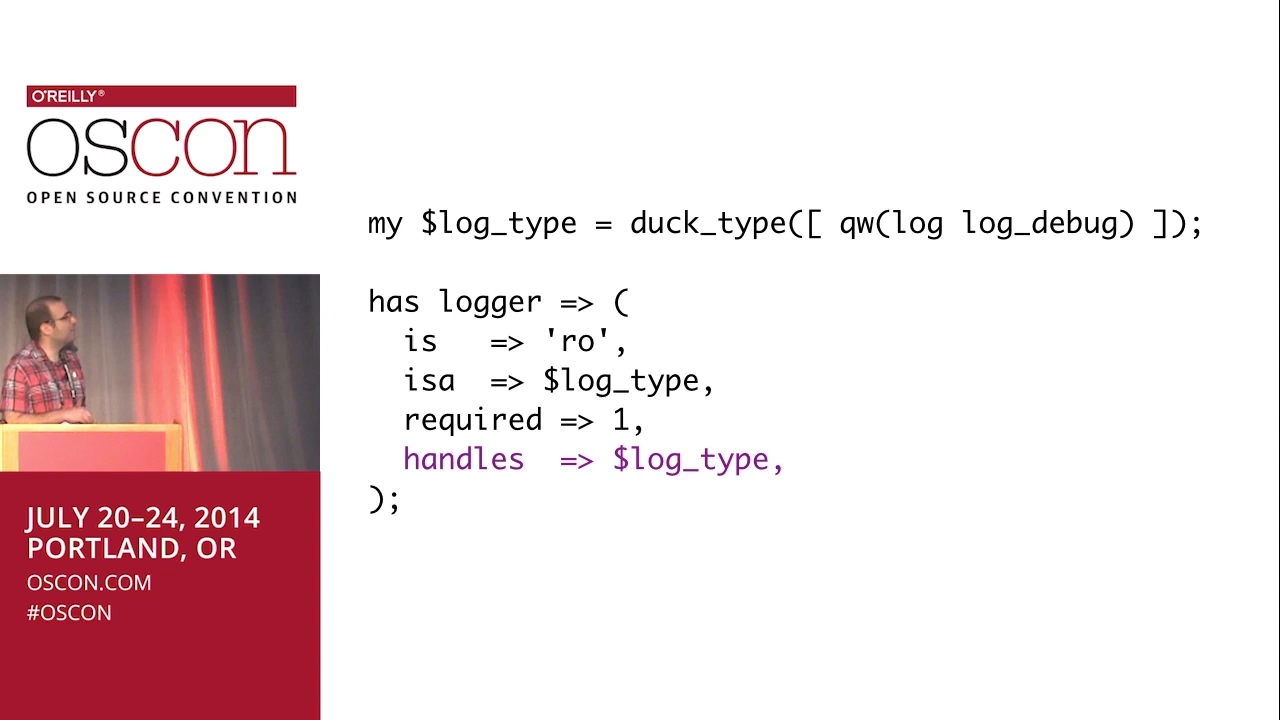 O'REILLY®
OSCON
OPEN SOURCE CONVENTION
my $log_type = duck_type([ qw(log log_debug) ]);
has logger => (
  is   => 'ro',
  isa  => $log_type,
  required => 1,
  handles  => $log_type,
);
JULY 20–24, 2014
PORTLAND, OR
OSCON.COM
#OSCON